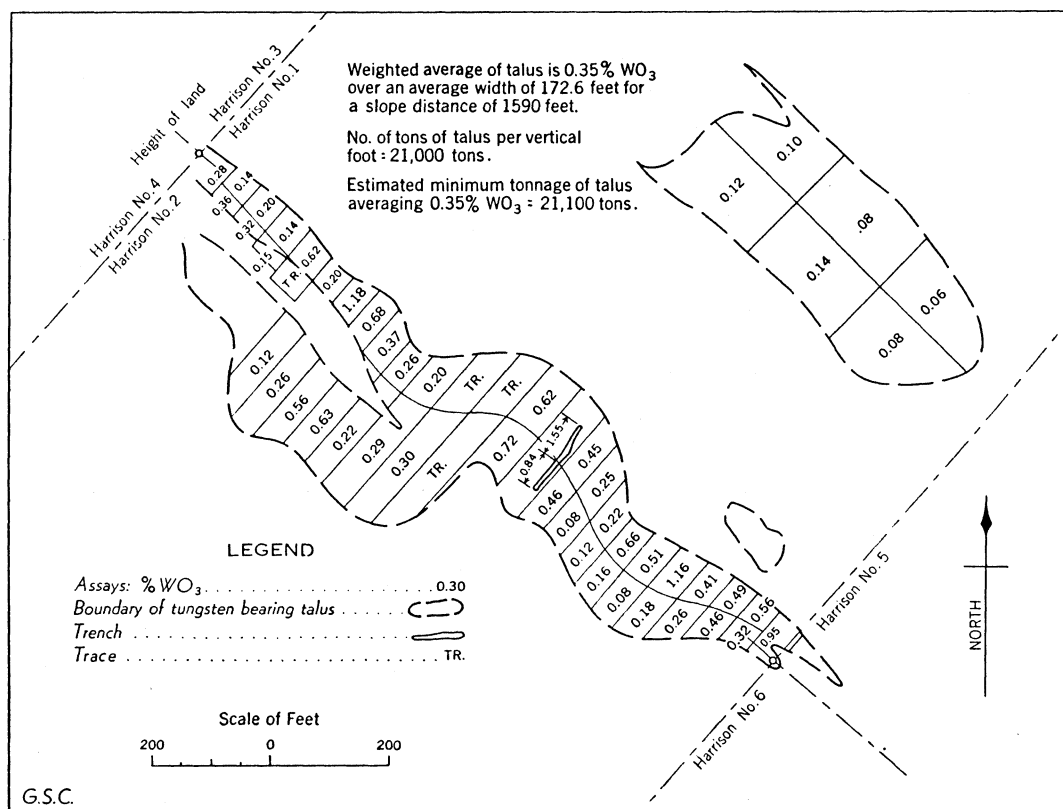 Harrison No.3
Harrison No.1
Height of land
Harrison No.4
Harrison No.2
Weighted average of talus is 0.35% WO₃
over an average width of 172.6 feet for
a slope distance of 1590 feet.
No. of tons of talus per vertical
foot = 21,000 tons.
Estimated minimum tonnage of talus
averaging 0.35% WO₃ = 21,100 tons.
0.10
0.12
.08
0.14
0.06
0.08
0.28
0.14
0.36
0.20
0.32
0.14
0.15
0.62
TR.
0.20
1.18
0.68
0.37
0.26
0.20
TR.
TR.
0.62
0.12
0.26
0.56
0.63
0.22
0.29
0.30
TR.
0.72
0.84
1.55
0.45
0.46
0.25
0.08
0.22
0.12
0.66
0.16
0.51
0.08
1.16
0.18
0.41
0.26
0.49
0.46
0.56
0.32
0.95
Harrison No.5
Harrison No.6
NORTH
LEGEND
Assays: % WO₃ . . . . . . . . . . . . . . . . . . . . . . . . 0.30
Boundary of tungsten bearing talus . . . . . .
Trench . . . . . . . . . . . . . . . . . . . . . . . . . . . . . .
Trace . . . . . . . . . . . . . . . . . . . . . . . . . . . . . . . TR.
Scale of Feet
200 0 200
G.S.C.